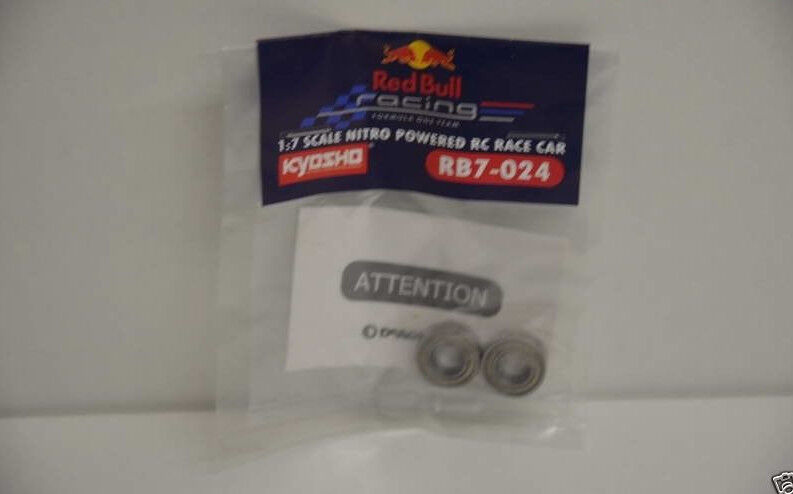 Red Bull
racing
FORMULA ONE TEAM
1:7 SCALE NITRO POWERED RC RACE CAR
KYOSHO®
RB7-024
ATTENTION
©